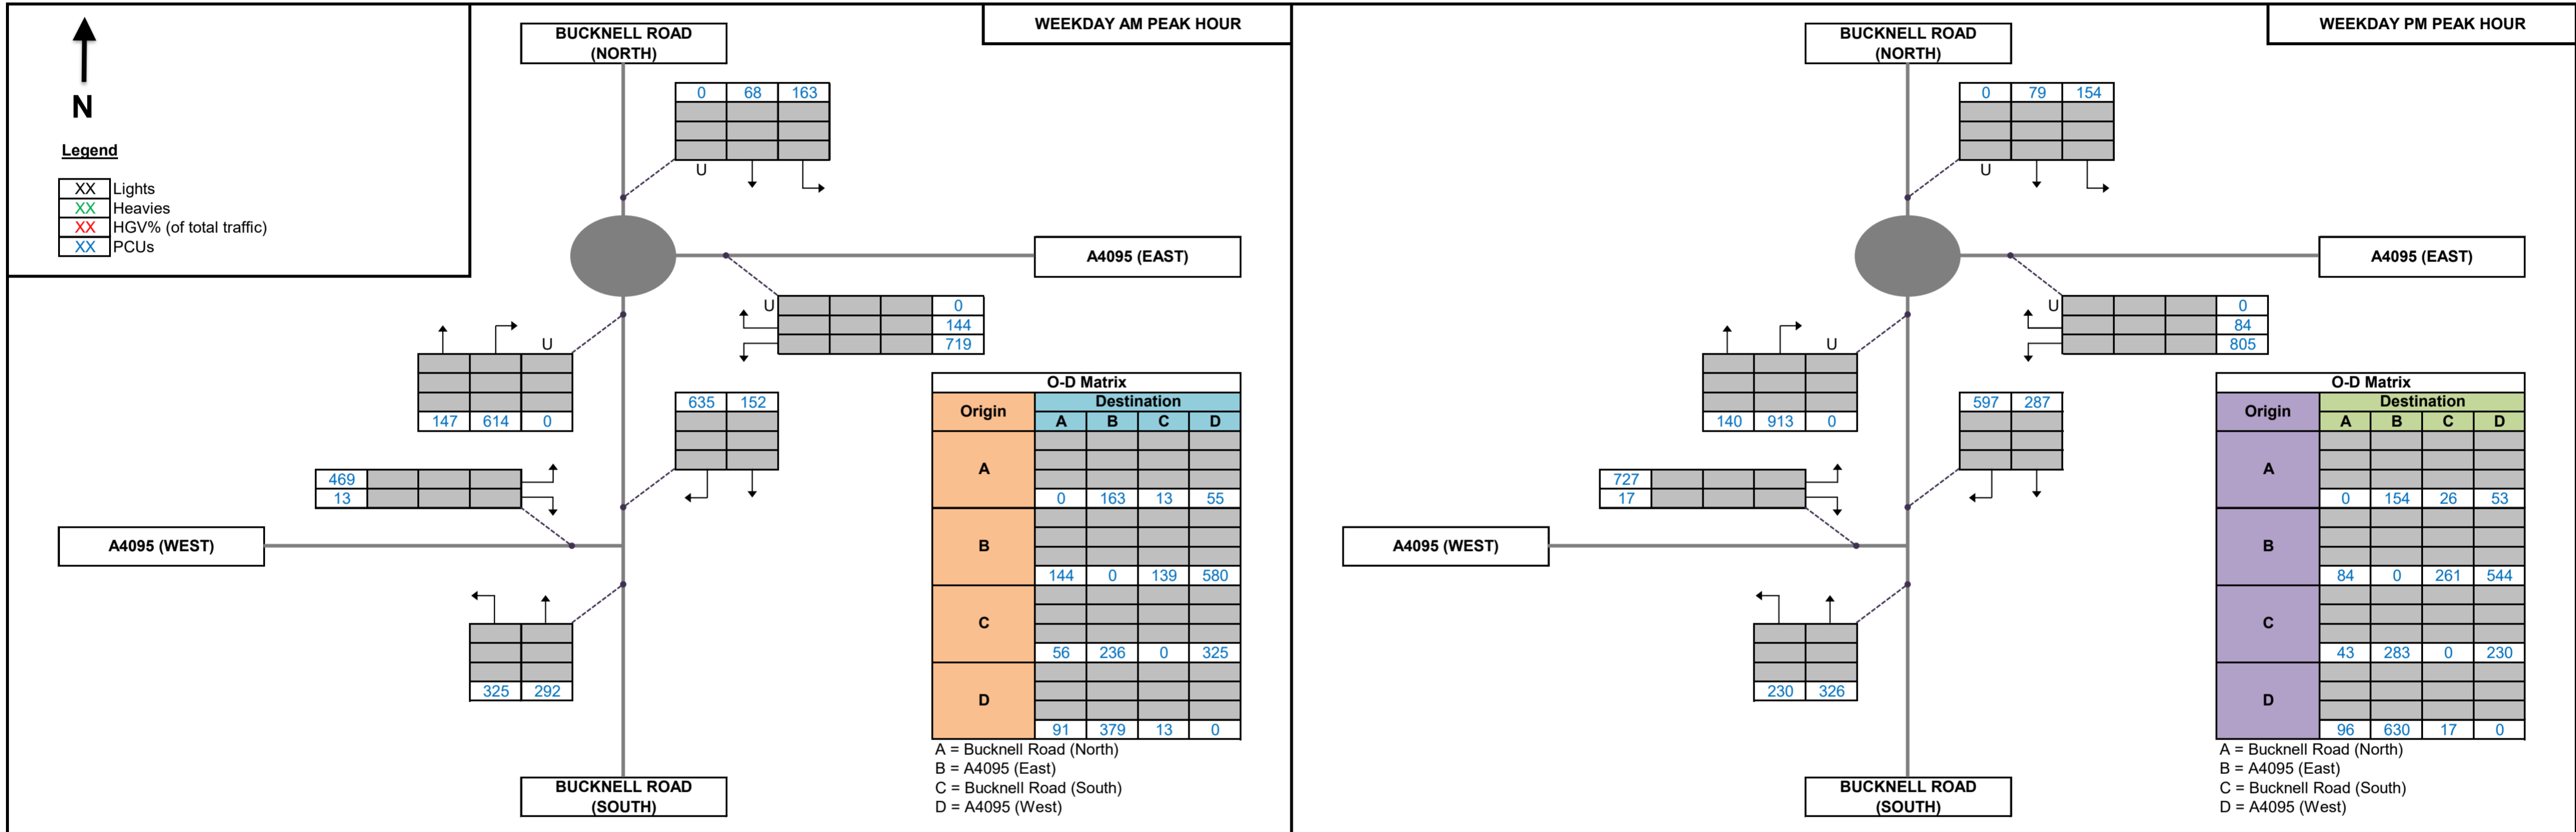 WEEKDAY AM PEAK HOUR
BUCKNELL ROAD
(NORTH)
N
Legend
XX Lights
XX Heavies
XX HGV% (of total traffic)
XX PCUs
0 68 163
U
A4095 (EAST)
U 0
144
719
U
147 614 0
635 152
469
13
A4095 (WEST)
325 292
BUCKNELL ROAD
(SOUTH)
O-D Matrix
Origin Destination
A B C D
A
0 163 13 55
B
144 0 139 580
C
56 236 0 325
D
91 379 13 0
A = Bucknell Road (North)
B = A4095 (East)
C = Bucknell Road (South)
D = A4095 (West)
WEEKDAY PM PEAK HOUR
BUCKNELL ROAD
(NORTH)
0 79 154
U
A4095 (EAST)
U 0
84
805
U
140 913 0
597 287
727
17
A4095 (WEST)
230 326
BUCKNELL ROAD
(SOUTH)
O-D Matrix
Origin Destination
A B C D
A
0 154 26 53
B
84 0 261 544
C
43 283 0 230
D
96 630 17 0
A = Bucknell Road (North)
B = A4095 (East)
C = Bucknell Road (South)
D = A4095 (West)